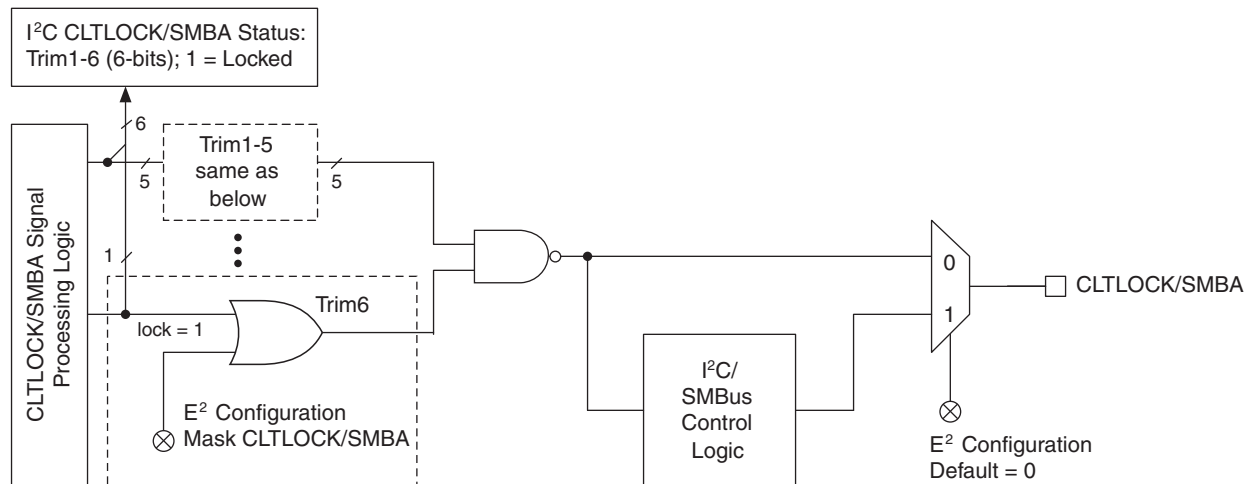 I²C CLTLOCK/SMBA Status:
Trim1-6 (6-bits); 1 = Locked
6
5
Trim1-5
same as
below
5
CLTLOCK/SMBA Signal
Processing Logic
1
lock = 1
Trim6
E² Configuration
Mask CLTLOCK/SMBA
I²C/
SMBus
Control
Logic
0
1
CLTLOCK/SMBA
E² Configuration
Default = 0